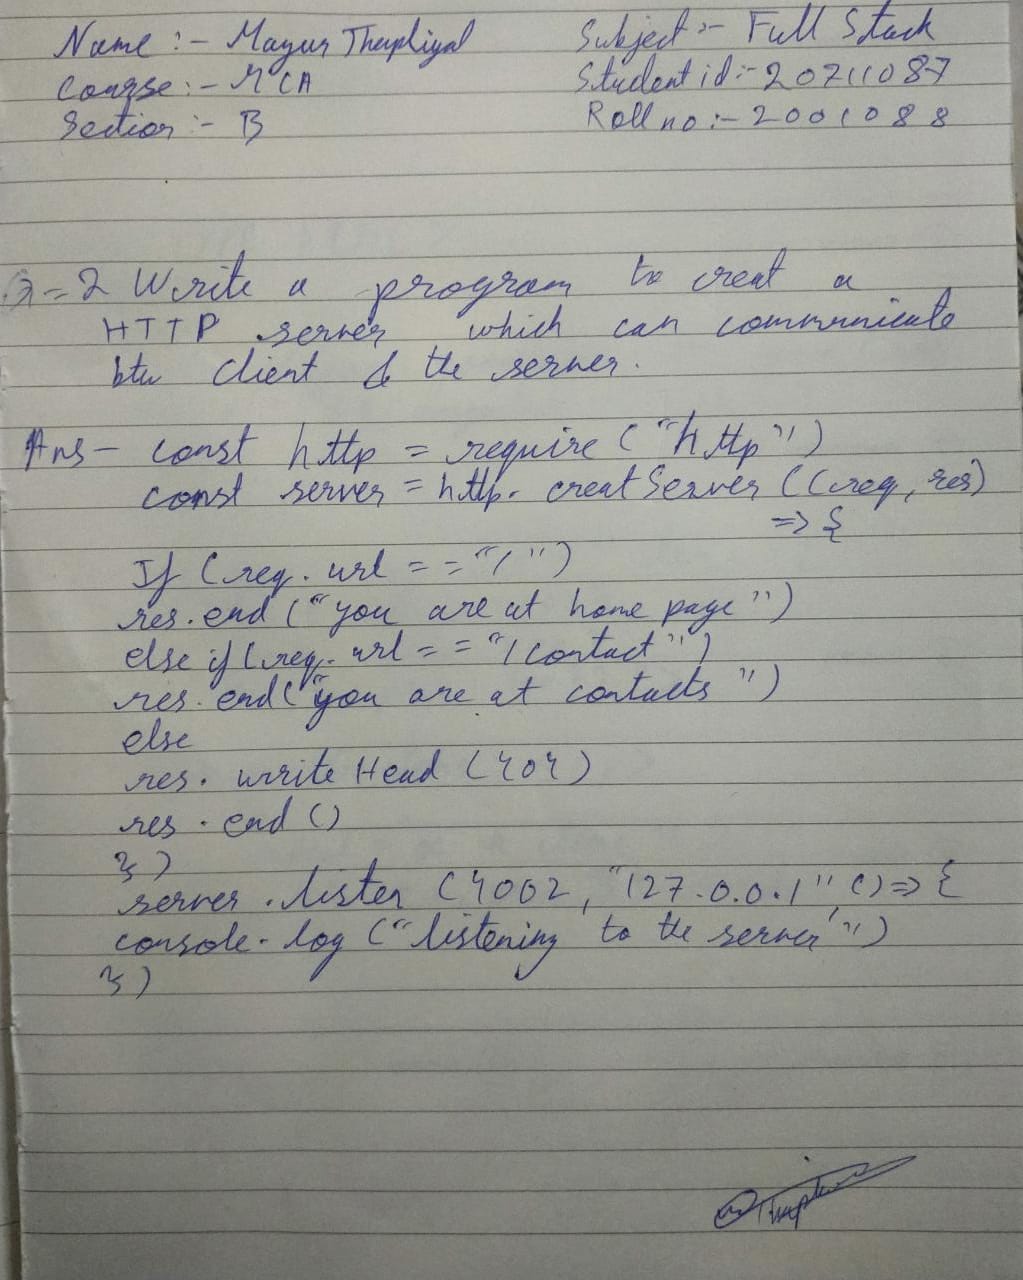 Name :- Mayur Thapliyal Subject :- Full Stack
Course :- MCA Student id :- 20711087
Section :- B Roll no :- 2001088
Q=2 Write a program to creat a
HTTP server which can communicate
btw client & the server.
Ans- const http = require ("http")
const server = http. creatServer ((req, res)
=> {
If (req. url == "/")
res.end ("you are at home page")
else if (req. url == "/contact")
res. end("you are at contacts")
else
res. write Head (404)
res. end ()
})
server .listen (4002, "127.0.0.1", ()=> {
console. log ("listening to the server")
})